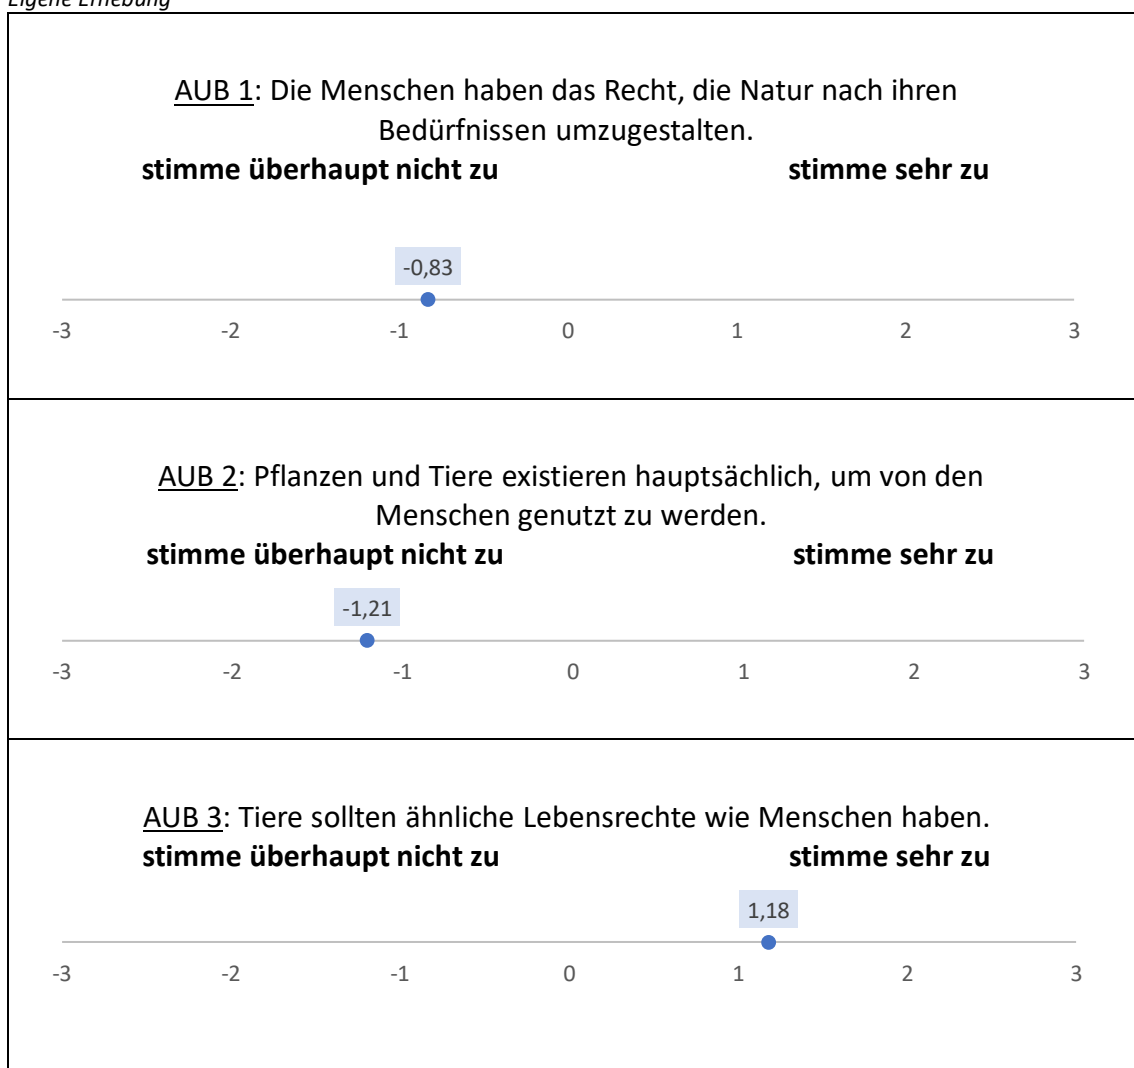 Eigene Erhebung
AUB 1: Die Menschen haben das Recht, die Natur nach ihren
Bedürfnissen umzugestalten.
stimme überhaupt nicht zu stimme sehr zu
-0,83
-3 -2 -1 0 1 2 3
AUB 2: Pflanzen und Tiere existieren hauptsächlich, um von den
Menschen genutzt zu werden.
stimme überhaupt nicht zu stimme sehr zu
-1,21
-3 -2 -1 0 1 2 3
AUB 3: Tiere sollten ähnliche Lebensrechte wie Menschen haben.
stimme überhaupt nicht zu stimme sehr zu
1,18
-3 -2 -1 0 1 2 3